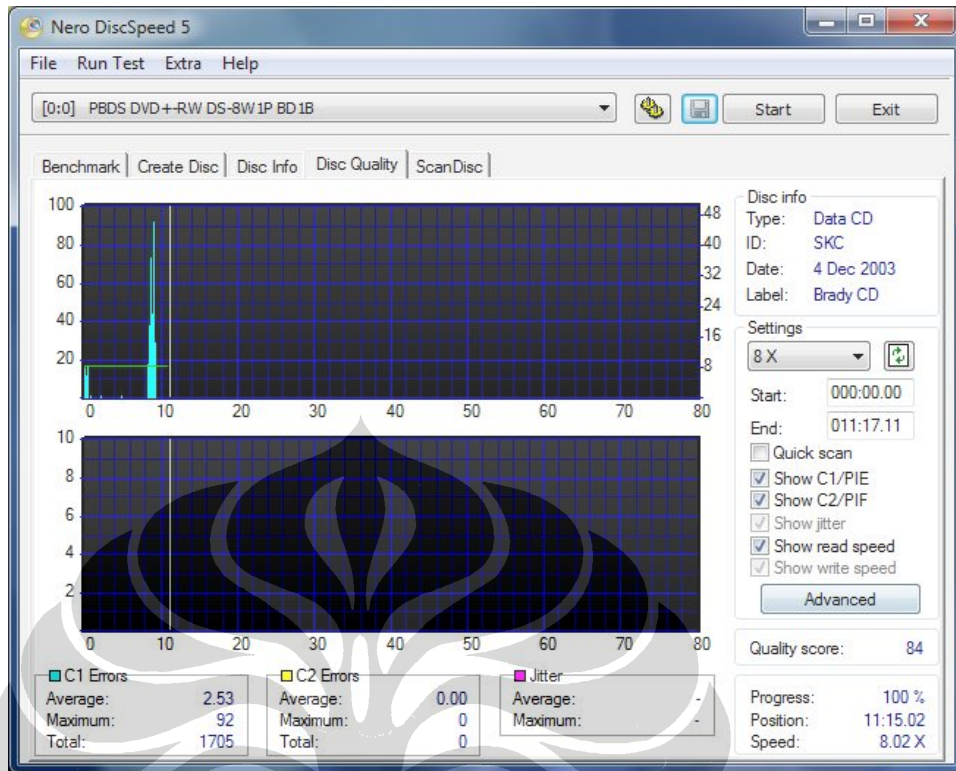 Nero DiscSpeed 5
File Run Test Extra Help
[0:0] PBDS DVD+-RW DS-8W1P BD1B
Start Exit
Benchmark Create Disc Disc Info Disc Quality ScanDisc
100
80
60
40
20
48
40
32
24
16
8
0 10 20 30 40 50 60 70 80
10
8
6
4
2
0 10 20 30 40 50 60 70 80
C1 Errors
Average: 2.53
Maximum: 92
Total: 1705
C2 Errors
Average: 0.00
Maximum: 0
Total: 0
Jitter
Average: -
Maximum: -
Disc info
Type: Data CD
ID: SKC
Date: 4 Dec 2003
Label: Brady CD
Settings
8 X
Start: 000:00.00
End: 011:17.11
Quick scan
Show C1/PIE
Show C2/PIF
Show jitter
Show read speed
Show write speed
Advanced
Quality score: 84
Progress: 100 %
Position: 11:15.02
Speed: 8.02 X